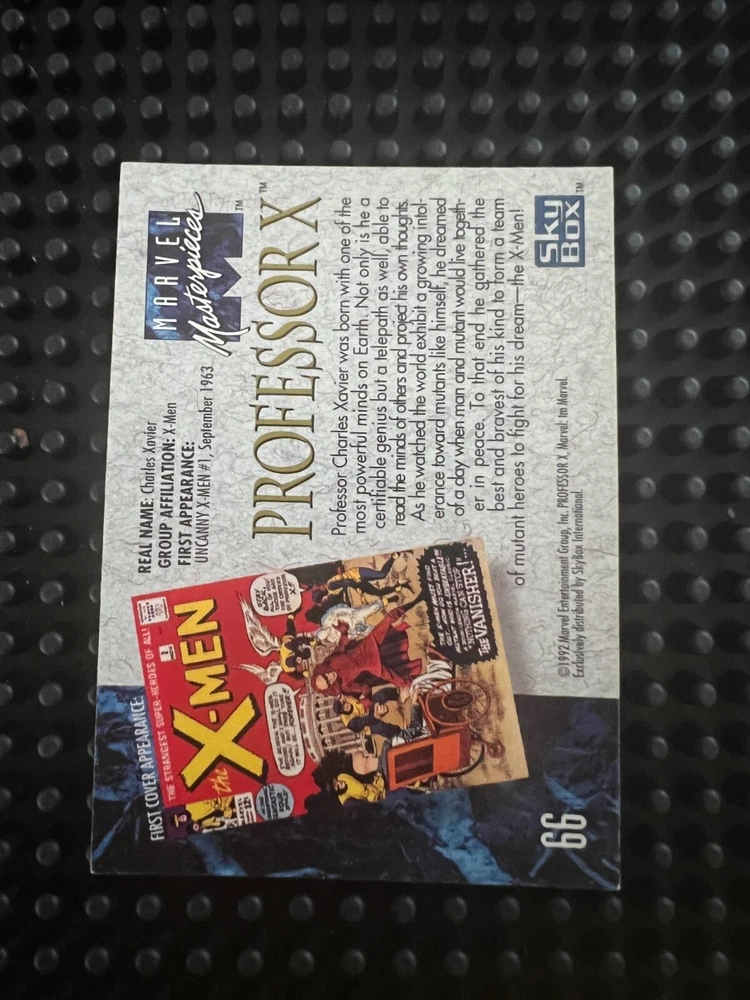 FIRST COVER APPEARANCE:
THE STRANGEST SUPER-HEROES OF ALL!
the X-MEN
2
THE VANISHER!
66
REAL NAME: Charles Xavier
GROUP AFFILIATION: X-Men
FIRST APPEARANCE:
UNCANNY X-MEN #1, September 1963
MARVEL
Masterpieces
TM
PROFESSOR X™
Professor Charles Xavier was born with one of the
most powerful minds on Earth. Not only is he a
certifiable genius but a telepath as well, able to
read the minds of others and project his own thoughts.
As he watched the world exhibit a growing intol-
erance toward mutants like himself, he dreamed
of a day when man and mutant would live togeth-
er in peace. To that end he gathered the
best and bravest of his kind to form a team
of mutant heroes to fight for his dream—the X-Men!
©1992 Marvel Entertainment Group, Inc. PROFESSOR X, Marvel: tm Marvel.
Exclusively distributed by SkyBox International.
SkyBox™